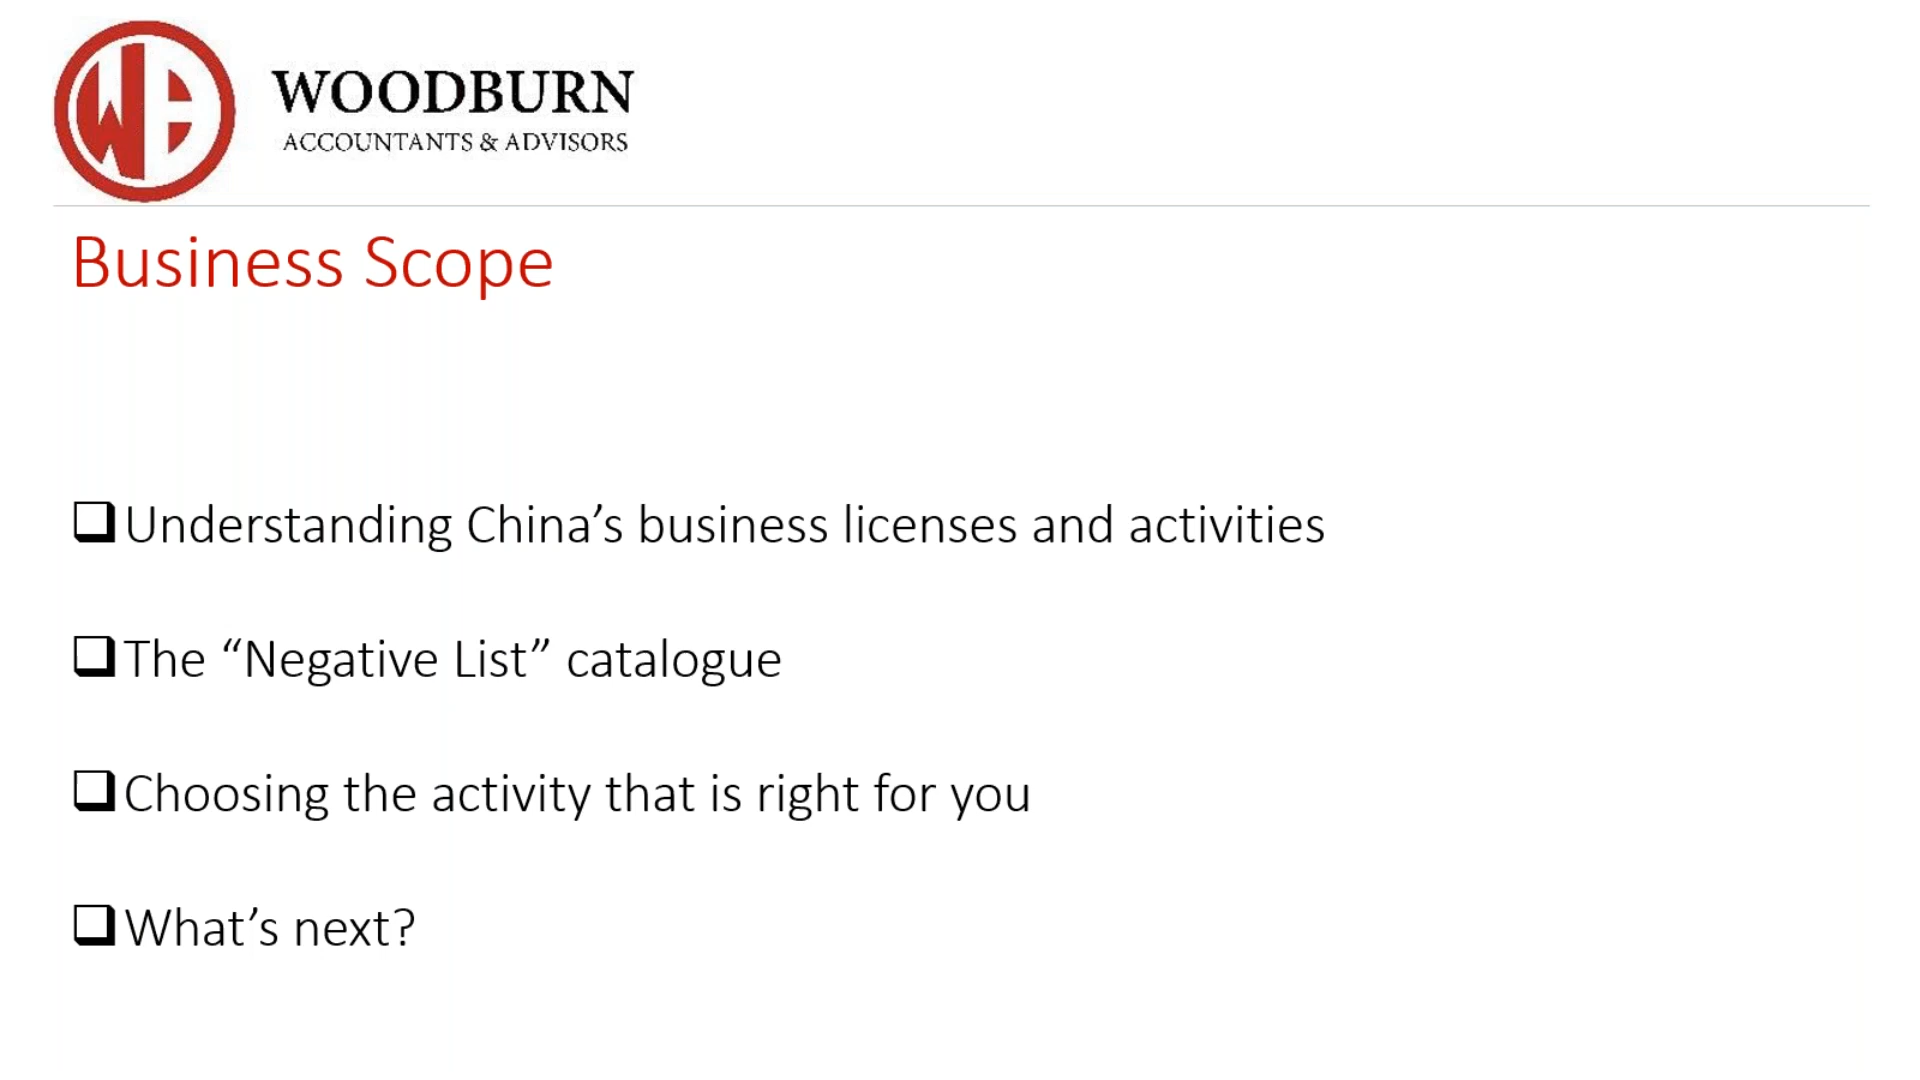 WB
WOODBURN
ACCOUNTANTS & ADVISORS
Business Scope
Understanding China’s business licenses and activities
The “Negative List” catalogue
Choosing the activity that is right for you
What’s next?